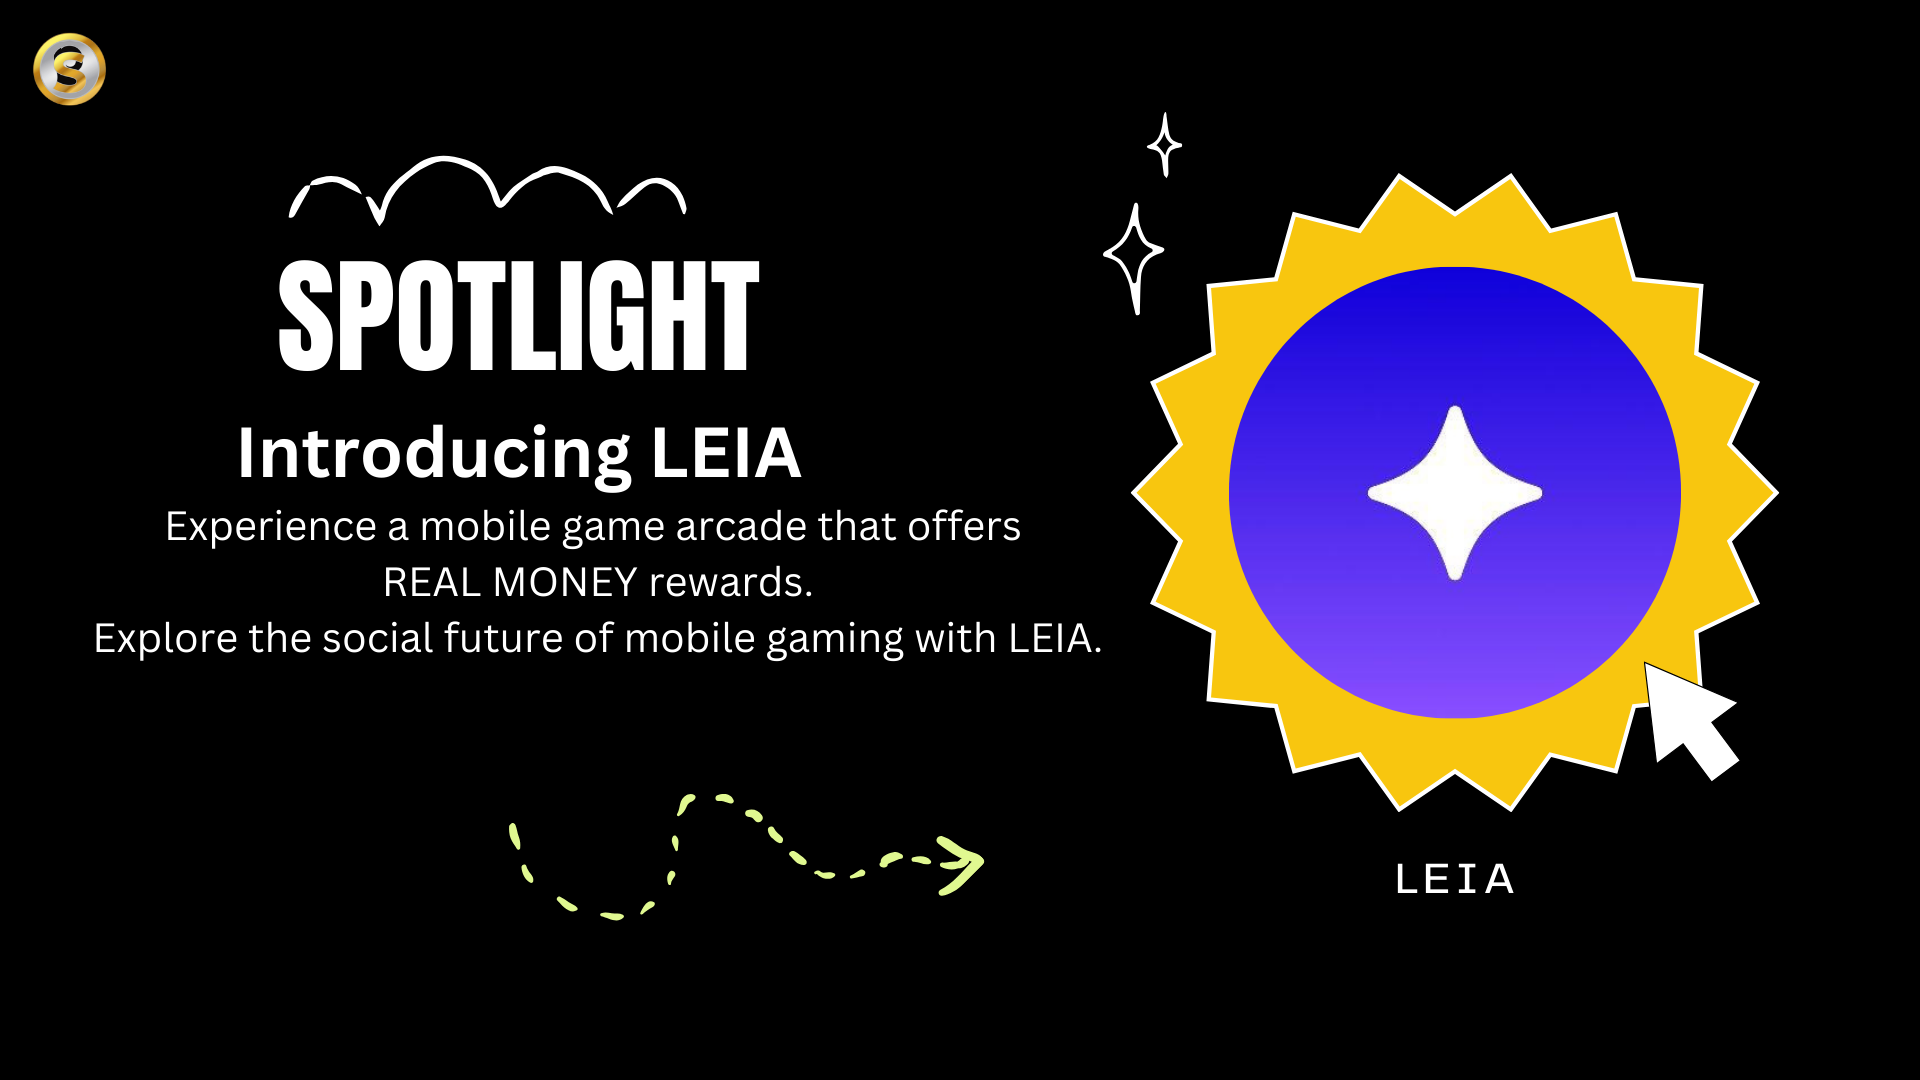 S
SPOTLIGHT
Introducing LEIA
Experience a mobile game arcade that offers
REAL MONEY rewards.
Explore the social future of mobile gaming with LEIA.
LEIA